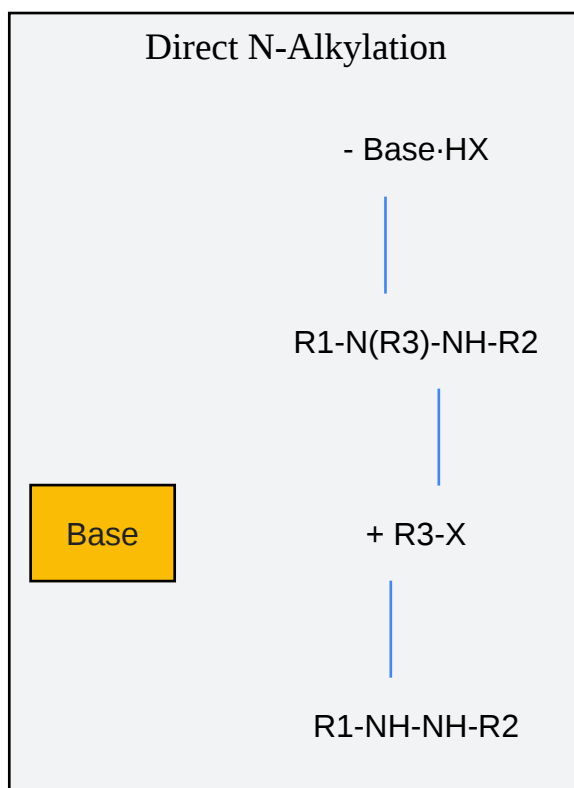 Direct N-Alkylation
- Base·HX
R1-N(R3)-NH-R2
Base
+ R3-X
R1-NH-NH-R2